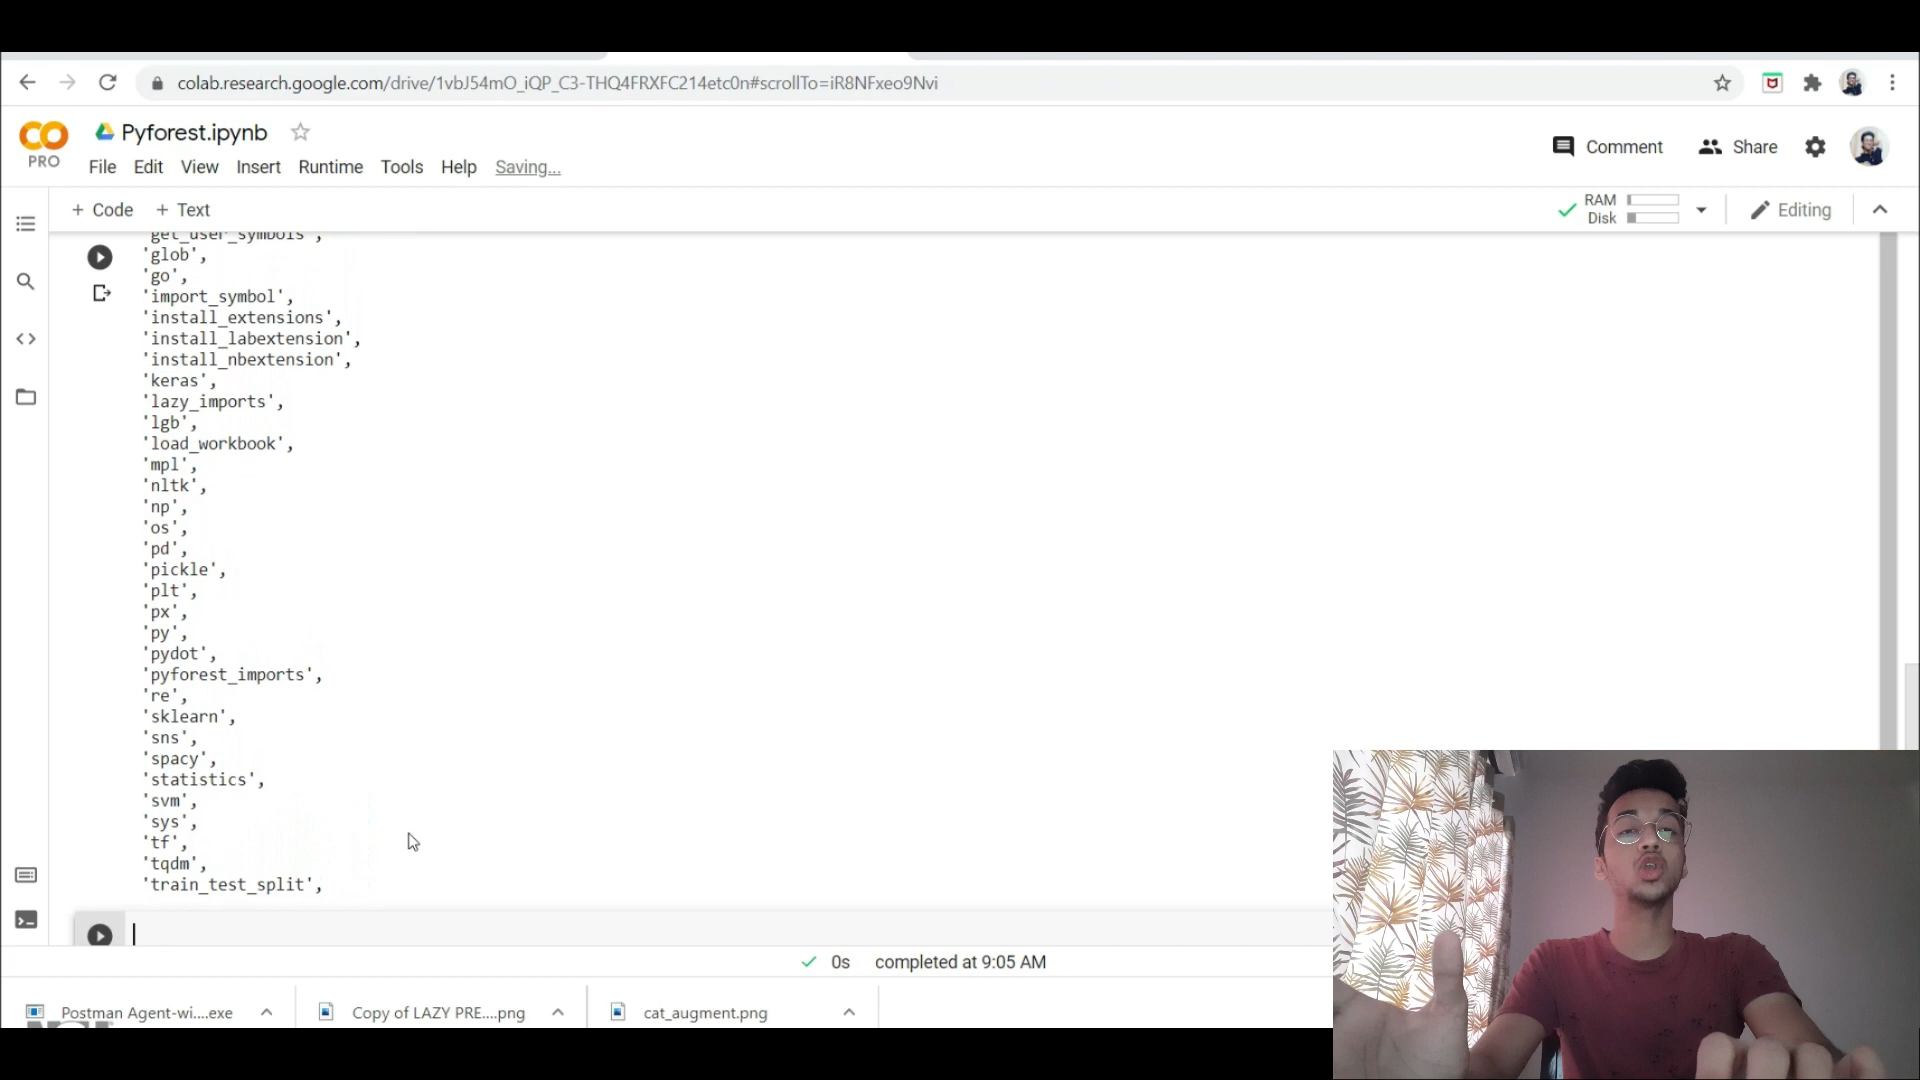 colab.research.google.com/drive/1vbJ54mO_iQP_C3-THQ4FRXFC214etc0n#scrollTo=iR8NFxeo9Nvi
PRO
Pyforest.ipynb
File Edit View Insert Runtime Tools Help Saving...
Comment Share
+ Code + Text
RAM
Disk
Editing
'get_user_symbols',
'glob',
'go',
'import_symbol',
'install_extensions',
'install_labextension',
'install_nbextension',
'keras',
'lazy_imports',
'lgb',
'load_workbook',
'mpl',
'nltk',
'np',
'os',
'pd',
'pickle',
'plt',
'px',
'py',
'pydot',
'pyforest_imports',
're',
'sklearn',
'sns',
'spacy',
'statistics',
'svm',
'sys',
'tf',
'tqdm',
'train_test_split',
0s completed at 9:05 AM
Postman Agent-wi....exe
Copy of LAZY PRE....png
cat_augment.png